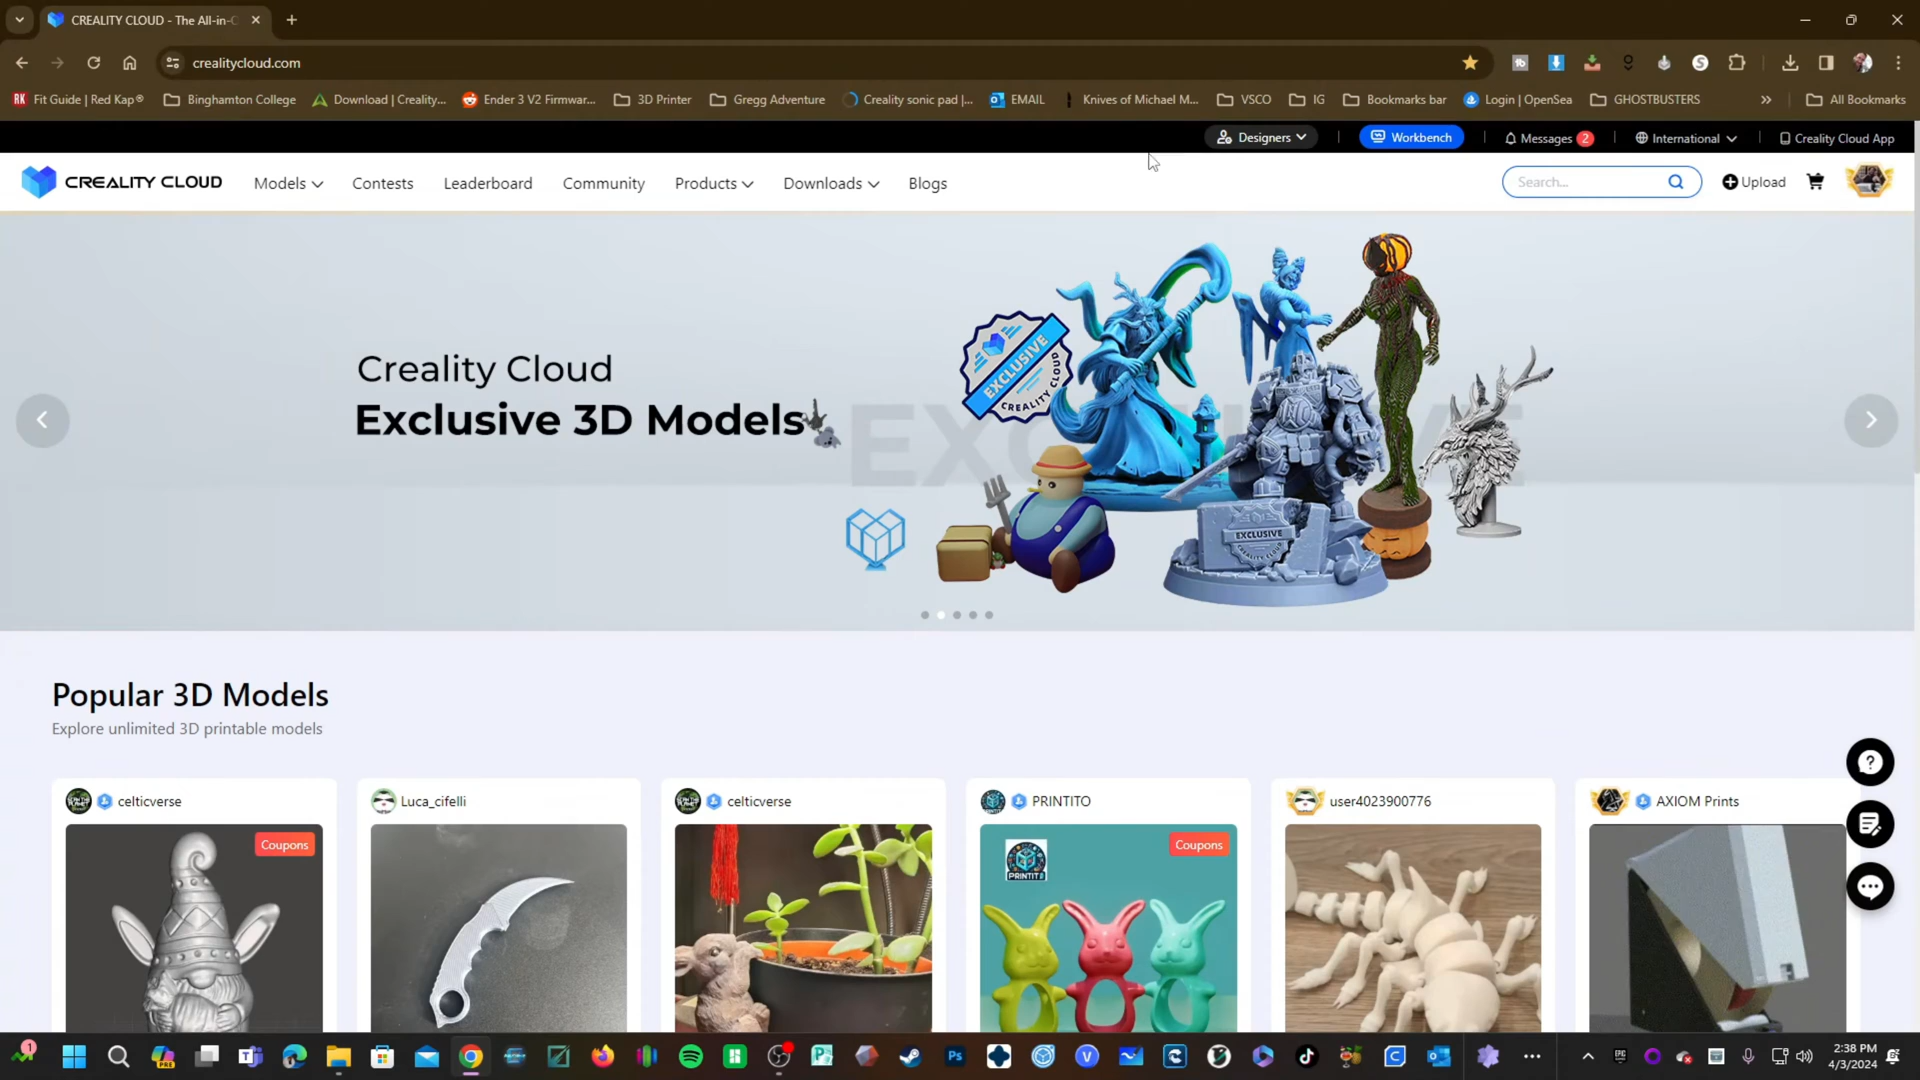 CREALITY CLOUD - The All-in-C
crealitycloud.com
Fit Guide | Red Kap®
Binghamton College
Download | Creality...
Ender 3 V2 Firmwar...
3D Printer
Gregg Adventure
Creality sonic pad |...
EMAIL
Knives of Michael M...
VSCO
IG
Bookmarks bar
Login | OpenSea
GHOSTBUSTERS
All Bookmarks
Designers
Workbench
Messages 2
International
Creality Cloud App
CREALITY CLOUD
Models
Contests
Leaderboard
Community
Products
Downloads
Blogs
Search...
Upload
Creality Cloud
Exclusive 3D Models
EXCLUSIVE
CREALITY CLOUD
EXCLUSIVE
Popular 3D Models
Explore unlimited 3D printable models
celticverse
Luca_cifelli
celticverse
PRINTITO
user4023900776
AXIOM Prints
Coupons
Coupons
2:38 PM
4/3/2024